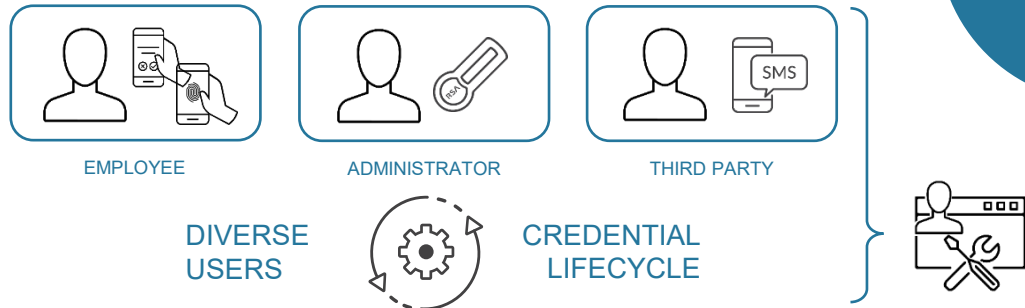 RSA
SMS
EMPLOYEE
ADMINISTRATOR
THIRD PARTY
DIVERSE
USERS
CREDENTIAL
LIFECYCLE